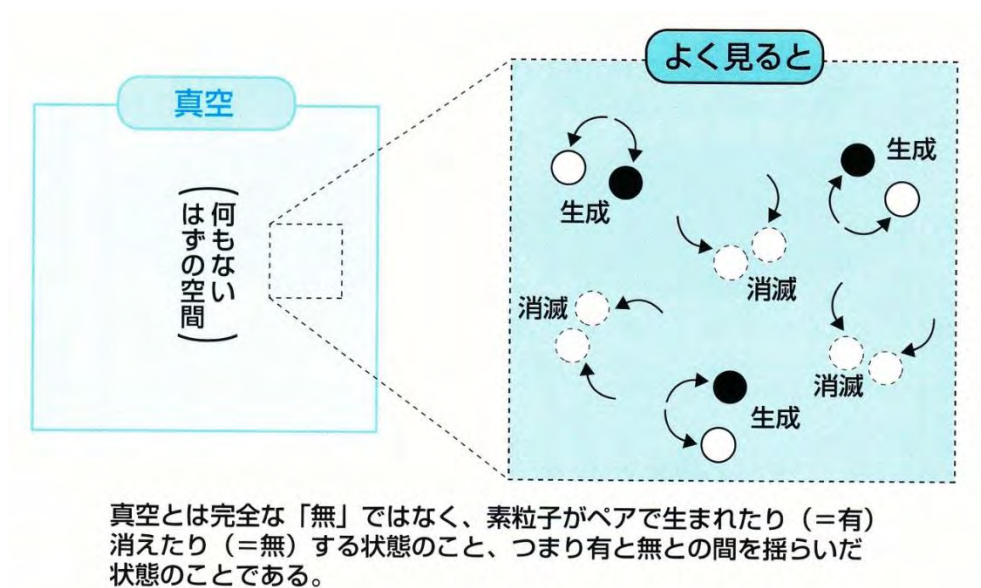 真空
(何もない
はずの空間)
よく見ると
生成
生成
消滅
消滅
消滅
生成
真空とは完全な「無」ではなく、素粒子がペアで生まれたり（＝有）
消えたり（＝無）する状態のこと、つまり有と無との間を揺らいだ
状態のことである。